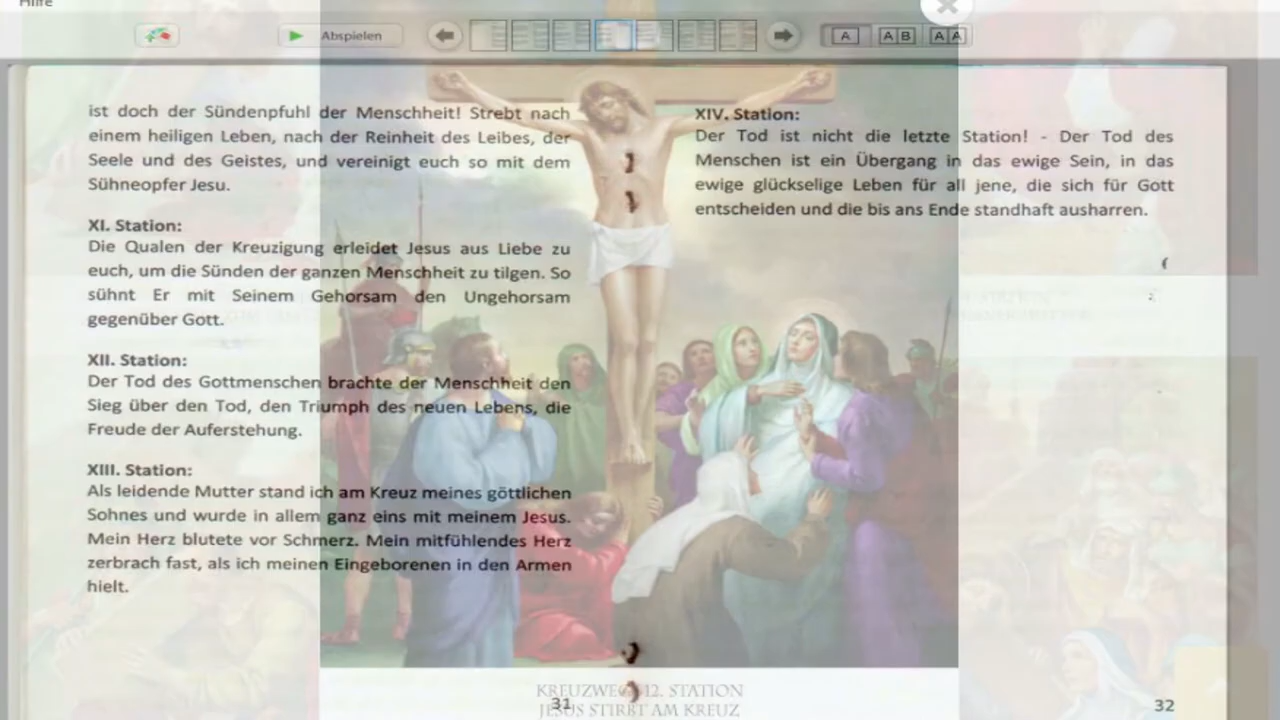 Hilfe
Abspielen
A
A B
A A
ist doch der Sündenpfuhl der Menschheit! Strebt nach
einem heiligen Leben, nach der Reinheit des Leibes, der
Seele und des Geistes, und vereinigt euch so mit dem
Sühneopfer Jesu.
XI. Station:
Die Qualen der Kreuzigung erleidet Jesus aus Liebe zu
euch, um die Sünden der ganzen Menschheit zu tilgen. So
sühnt Er mit Seinem Gehorsam den Ungehorsam
gegenüber Gott.
XII. Station:
Der Tod des Gottmenschen brachte der Menschheit den
Sieg über den Tod, den Triumph des neuen Lebens, die
Freude der Auferstehung.
XIII. Station:
Als leidende Mutter stand ich am Kreuz meines göttlichen
Sohnes und wurde in allem ganz eins mit meinem Jesus.
Mein Herz blutete vor Schmerz. Mein mitfühlendes Herz
zerbrach fast, als ich meinen Eingeborenen in den Armen
hielt.
31
XIV. Station:
Der Tod ist nicht die letzte Station! - Der Tod des
Menschen ist ein Übergang in das ewige Sein, in das
ewige glückselige Leben für all jene, die sich für Gott
entscheiden und die bis ans Ende standhaft ausharren.
32
KREUZWEG 12. STATION
JESUS STIRBT AM KREUZ